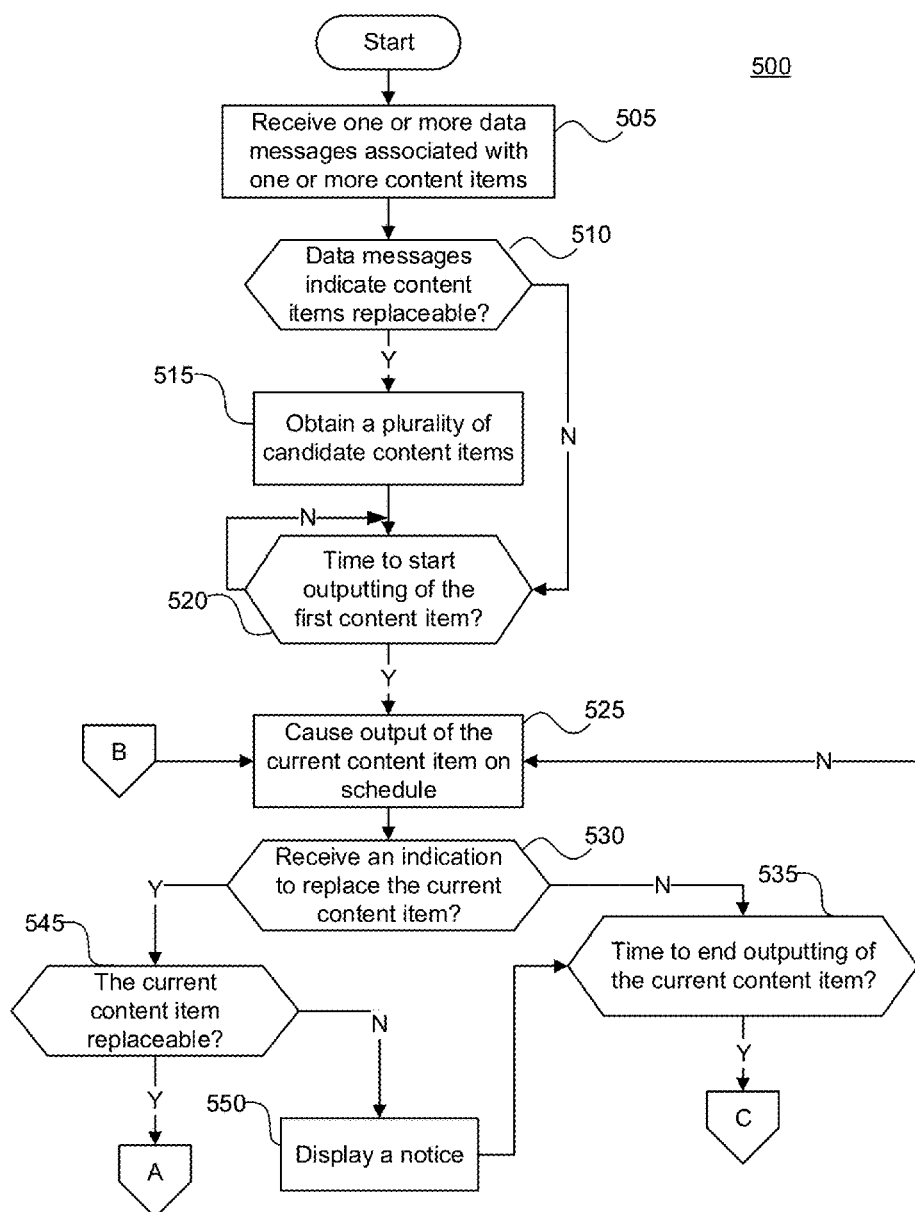 Start
500
Receive one or more data
messages associated with
one or more content items
505
Data messages
indicate content
items replaceable?
510
Y
N
515
Obtain a plurality of
candidate content items
N
Time to start
outputting of the
first content item?
520
Y
B
Cause output of the
current content item on
schedule
525
N
Receive an indication
to replace the current
content item?
530
Y
N
535
Time to end outputting of
the current content item?
545
The current
content item
replaceable?
N
Y
Y
550
Display a notice
A
C